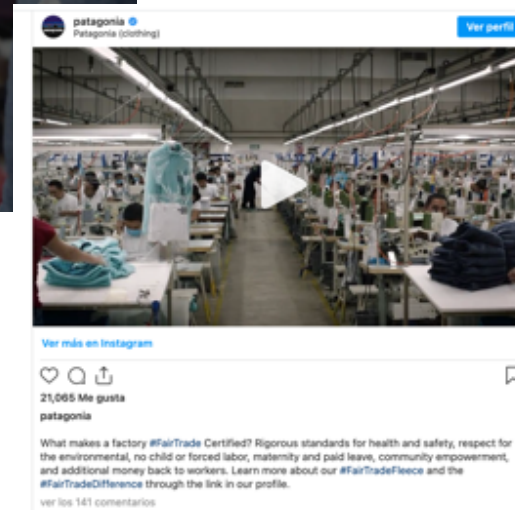 patagonia
Patagonia (clothing)
Ver perfil
Ver más en Instagram
21,065 Me gusta
patagonia
What makes a factory #FairTrade Certified? Rigorous standards for health and safety, respect for
the environmental, no child or forced labor, maternity and paid leave, community empowerment,
and additional money back to workers. Learn more about our #FairTradeFleece and the
#FairTradeDifference through the link in our profile.
ver los 141 comentarios